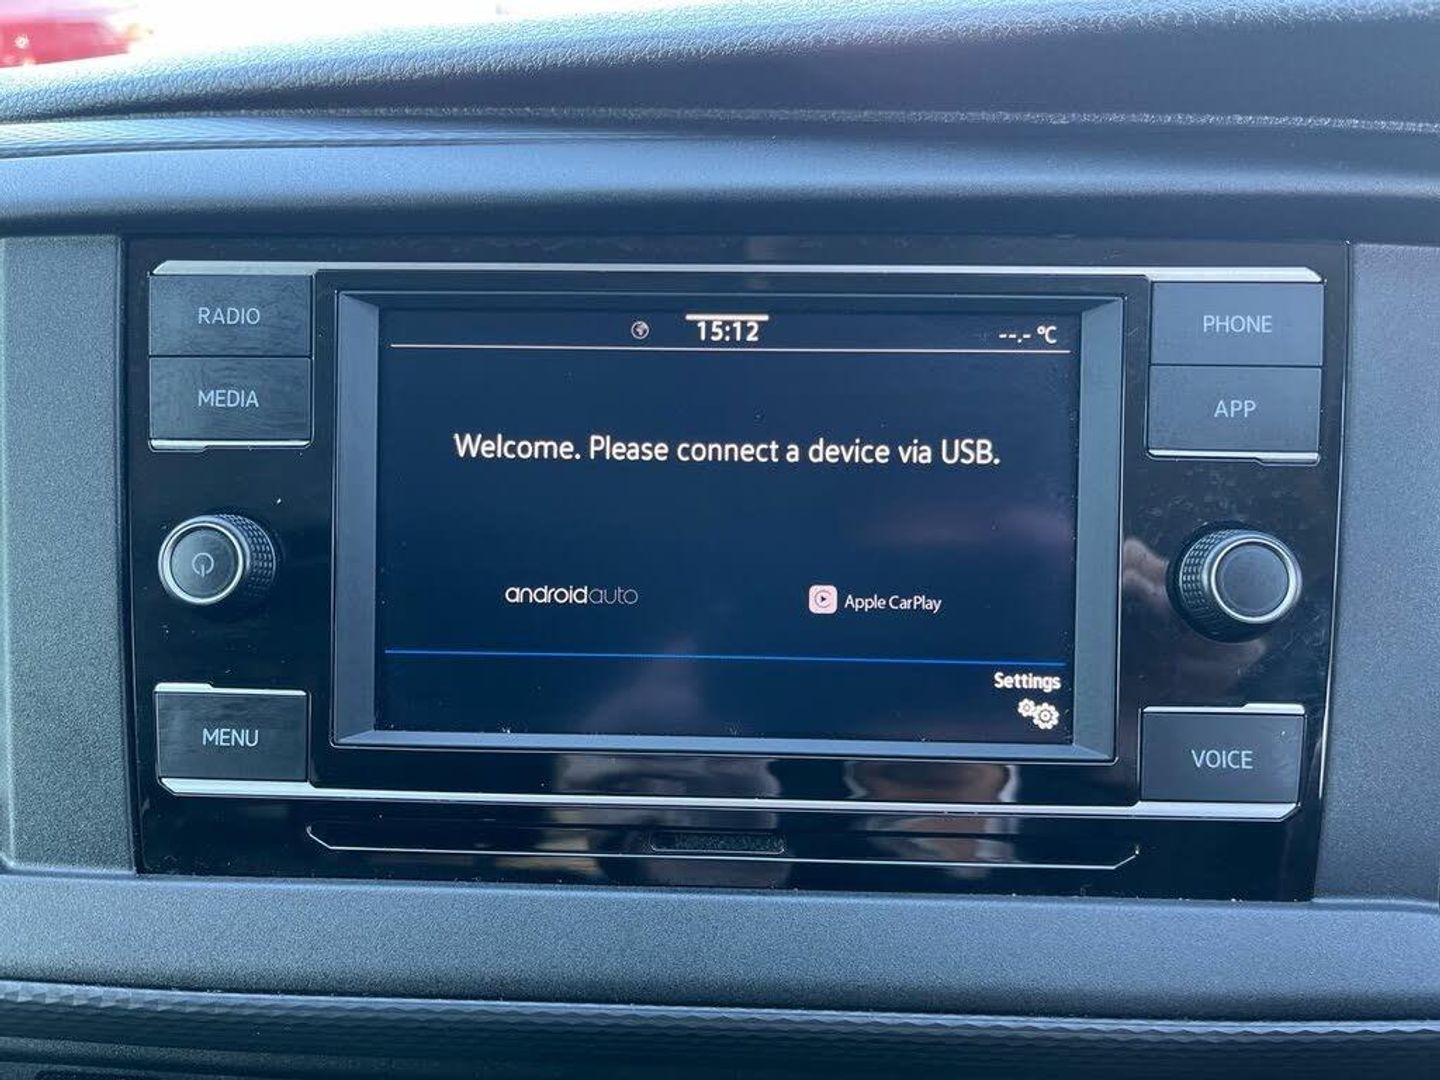 RADIO
MEDIA
MENU
15:12
--.- °C
Welcome. Please connect a device via USB.
androidauto
Apple CarPlay
Settings
PHONE
APP
VOICE